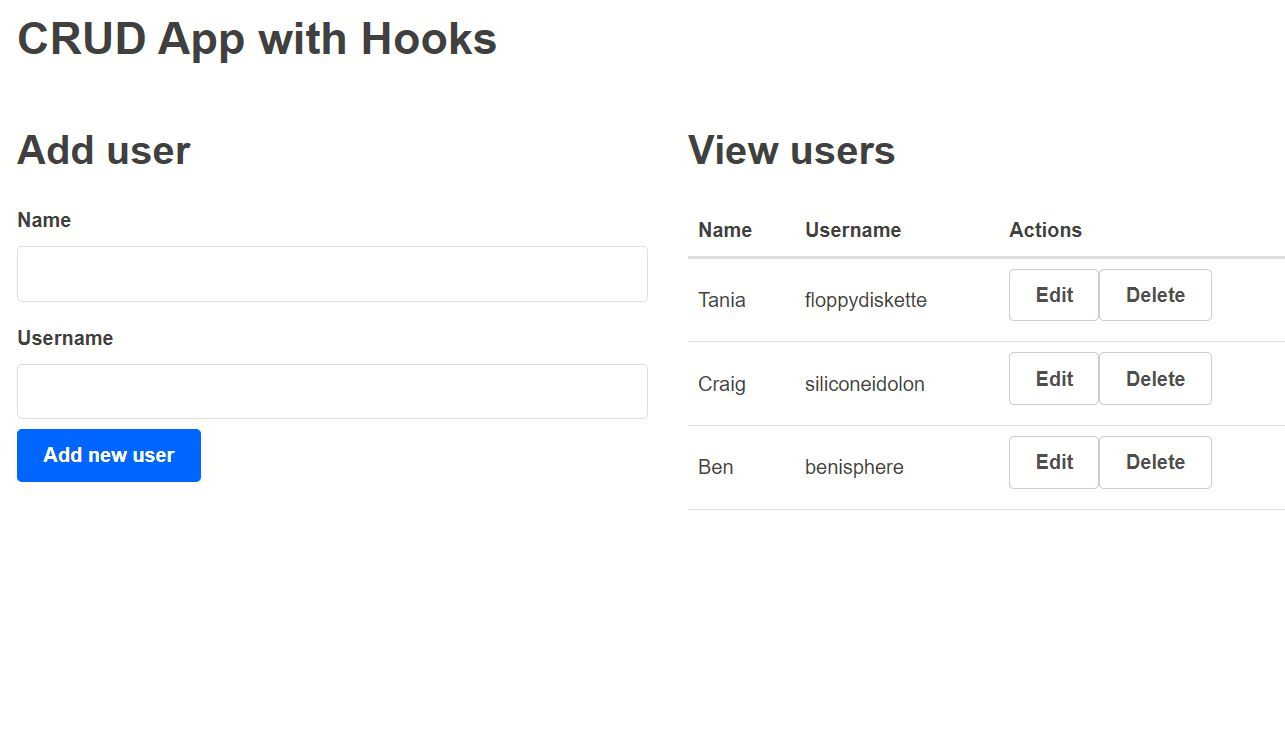 CRUD App with Hooks
Add user
Name
Username
Add new user
View users
Name Username Actions
Tania floppydiskette Edit Delete
Craig siliconeidolon Edit Delete
Ben benisphere Edit Delete